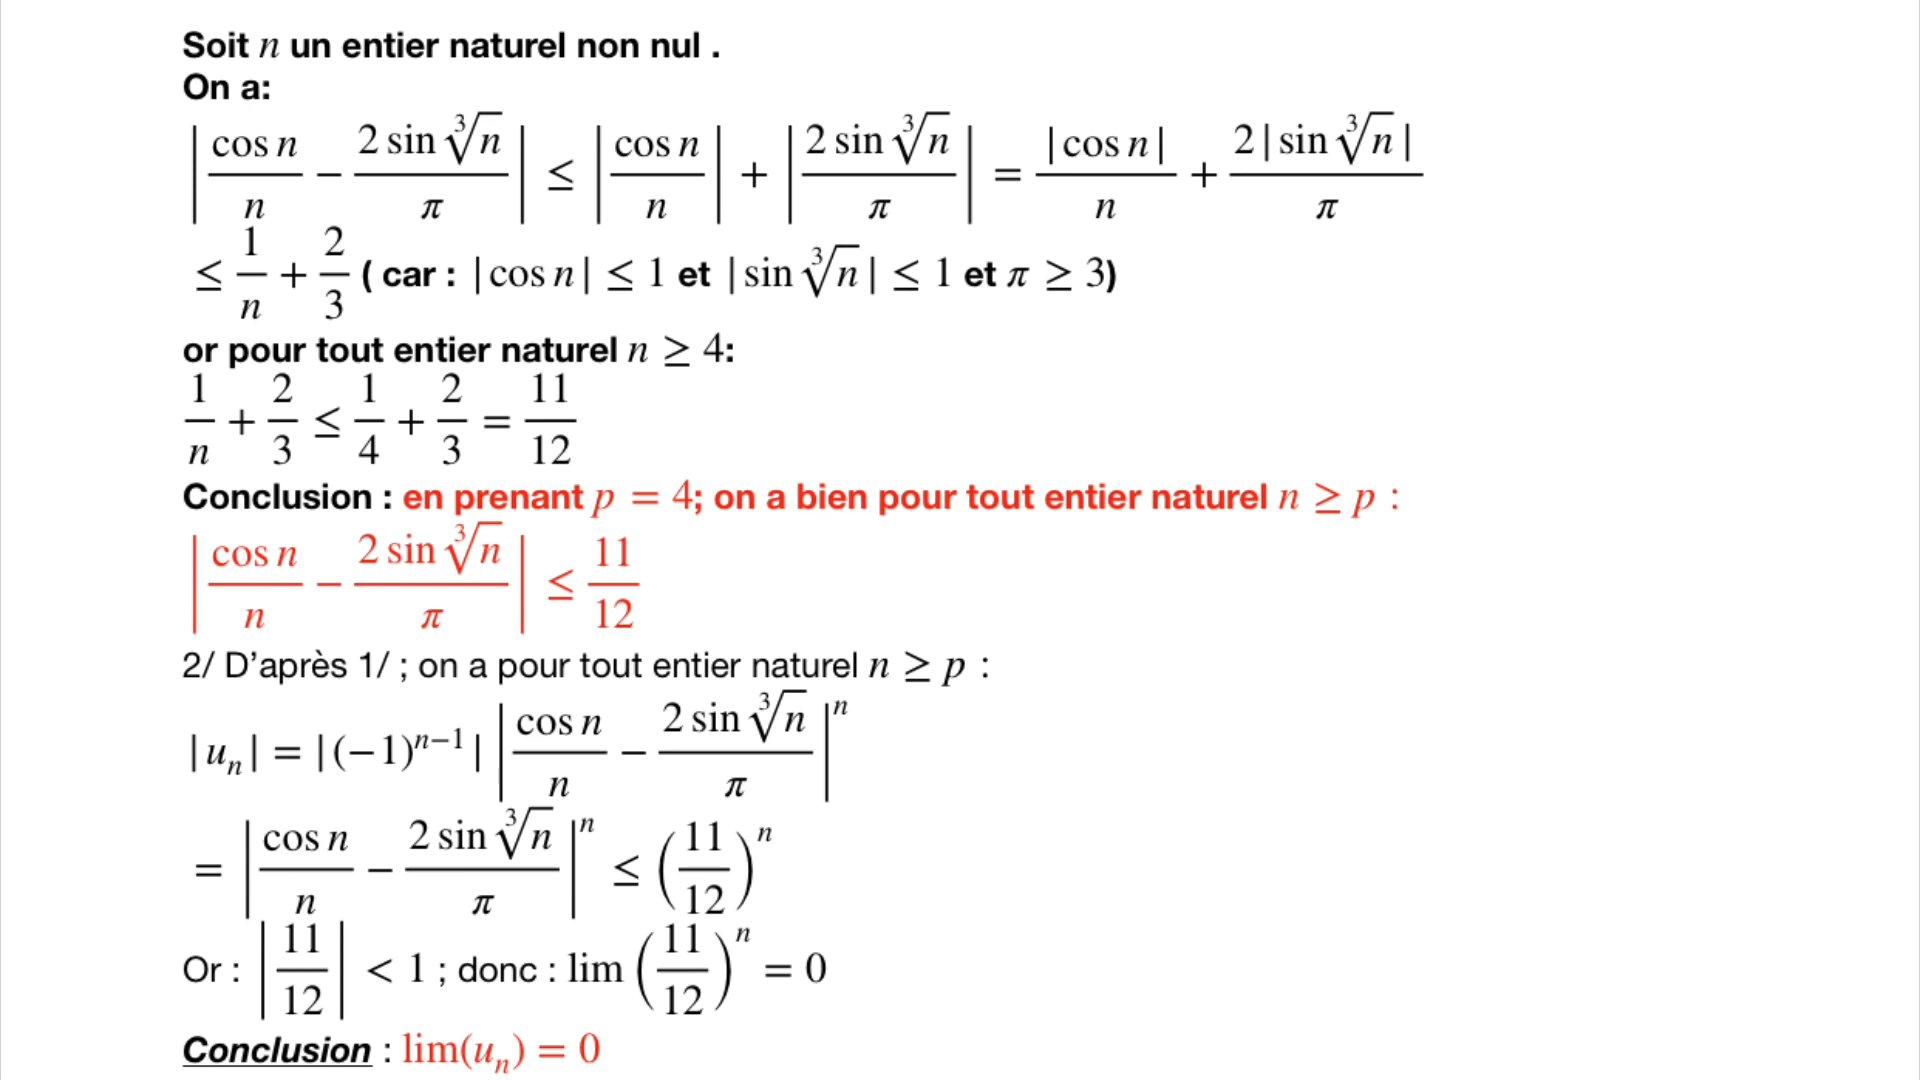 Soit n un entier naturel non nul .
On a:
|cos n / n − 2 sin ∛n / π| ≤ |cos n / n| + |2 sin ∛n / π| = |cos n| / n + 2|sin ∛n| / π
≤ 1/n + 2/3 ( car : |cos n| ≤ 1 et |sin ∛n| ≤ 1 et π ≥ 3)
or pour tout entier naturel n ≥ 4:
1/n + 2/3 ≤ 1/4 + 2/3 = 11/12
Conclusion : en prenant p = 4; on a bien pour tout entier naturel n ≥ p :
|cos n / n − 2 sin ∛n / π| ≤ 11/12
2/ D’après 1/ ; on a pour tout entier naturel n ≥ p :
|uₙ| = |(−1)ⁿ⁻¹| |cos n / n − 2 sin ∛n / π|ⁿ
= |cos n / n − 2 sin ∛n / π|ⁿ ≤ (11/12)ⁿ
Or : |11/12| < 1 ; donc : lim (11/12)ⁿ = 0
Conclusion : lim(uₙ) = 0